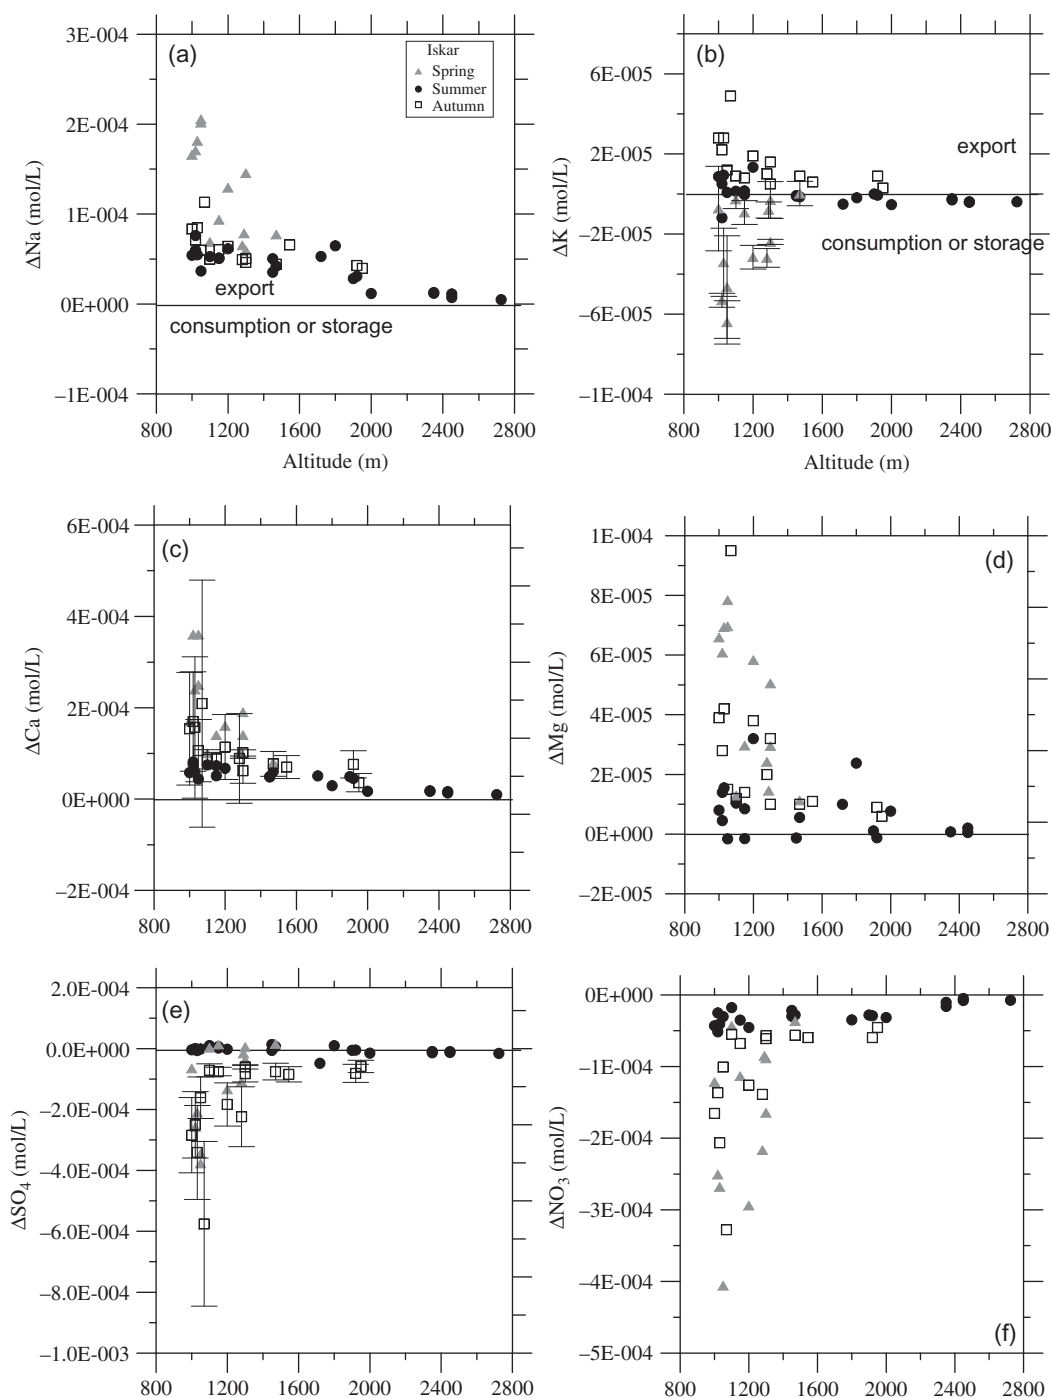 (a)
Iskar
Spring
Summer
Autumn
3E-004
2E-004
1E-004
0E+000
−1E-004
ΔNa (mol/L)
export
consumption or storage
800 1200 1600 2000 2400 2800
Altitude (m)
(b)
6E-005
2E-005
−2E-005
−6E-005
−1E-004
ΔK (mol/L)
export
consumption or storage
800 1200 1600 2000 2400 2800
Altitude (m)
(c)
6E-004
4E-004
2E-004
0E+000
−2E-004
ΔCa (mol/L)
800 1200 1600 2000 2400 2800
(d)
1E-004
8E-005
6E-005
4E-005
2E-005
0E+000
−2E-005
ΔMg (mol/L)
800 1200 1600 2000 2400 2800
(e)
2.0E-004
0.0E+000
−2.0E-004
−4.0E-004
−6.0E-004
−8.0E-004
−1.0E-003
ΔSO4 (mol/L)
800 1200 1600 2000 2400 2800
0E+000
−1E-004
−2E-004
−3E-004
−4E-004
−5E-004
ΔNO3 (mol/L)
(f)
800 1200 1600 2000 2400 2800